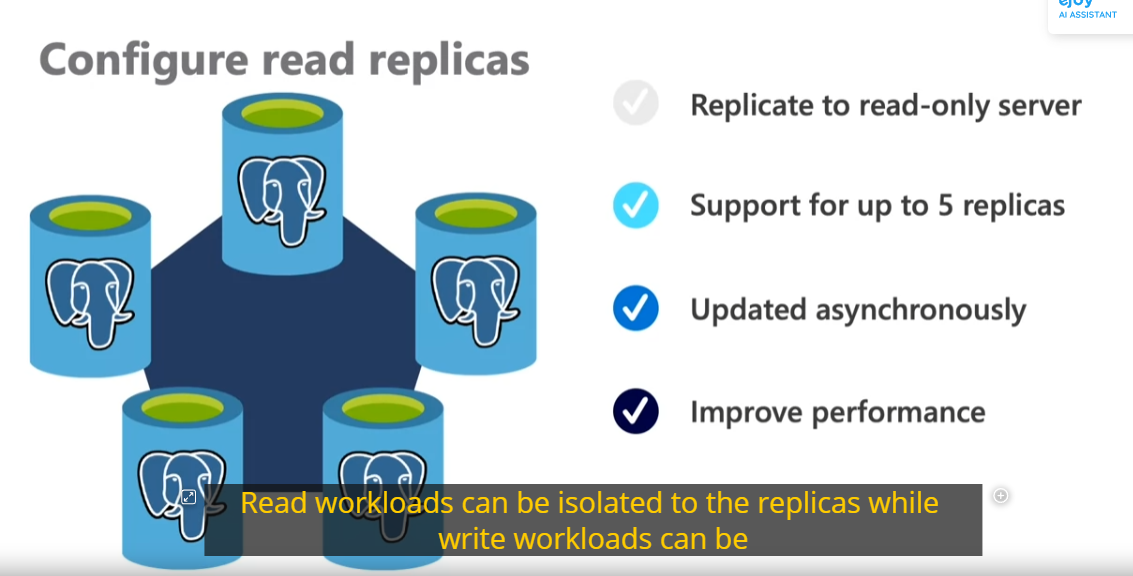 ejoy
AI ASSISTANT
Configure read replicas
Replicate to read-only server
Support for up to 5 replicas
Updated asynchronously
Improve performance
Read workloads can be isolated to the replicas while
write workloads can be